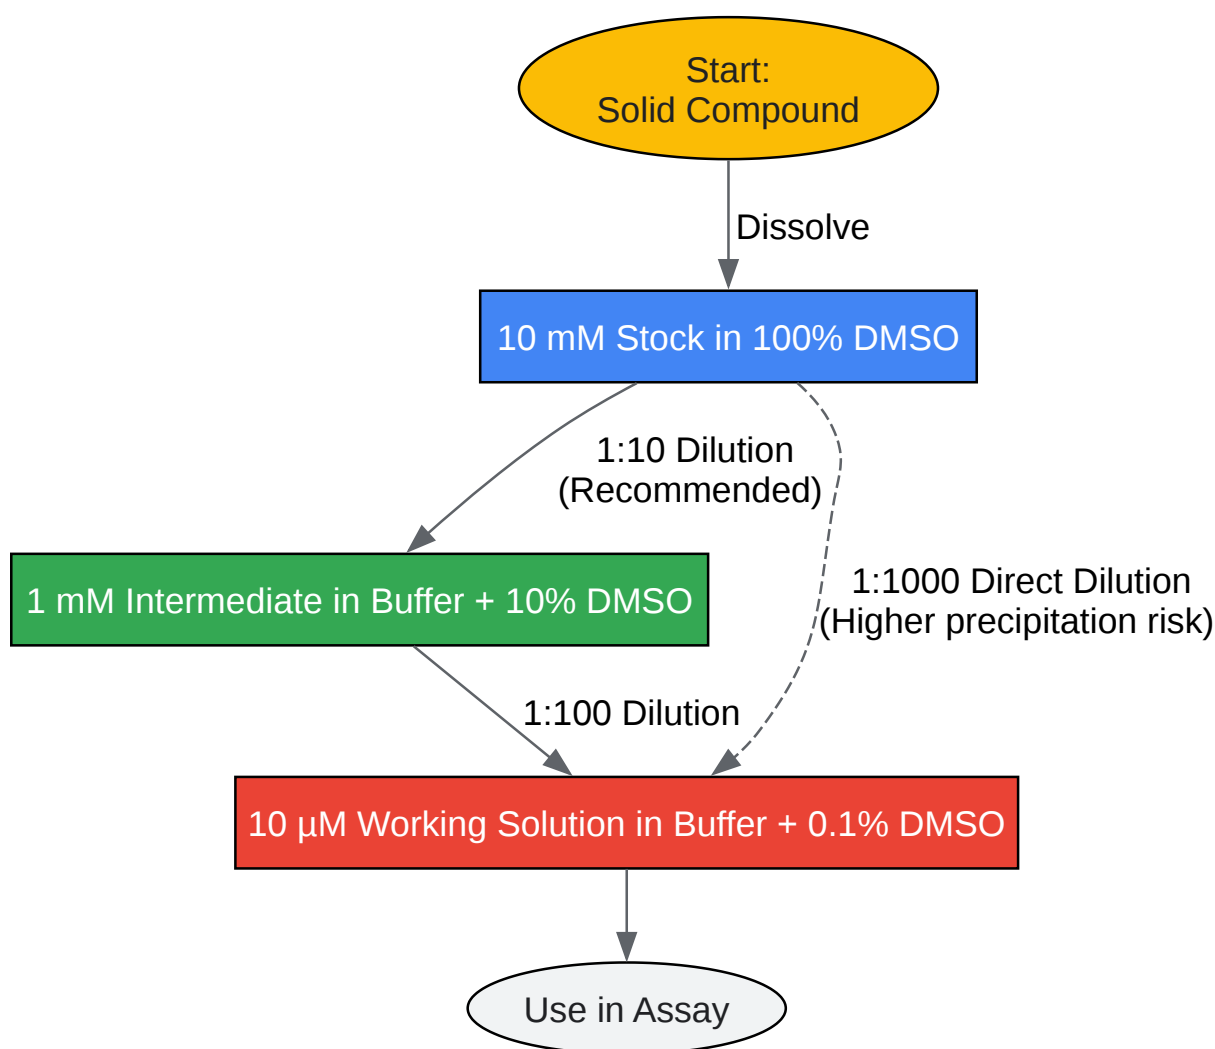 Start:
Solid Compound
Dissolve
10 mM Stock in 100% DMSO
1:10 Dilution
(Recommended)
1:1000 Direct Dilution
(Higher precipitation risk)
1 mM Intermediate in Buffer + 10% DMSO
1:100 Dilution
10 µM Working Solution in Buffer + 0.1% DMSO
Use in Assay